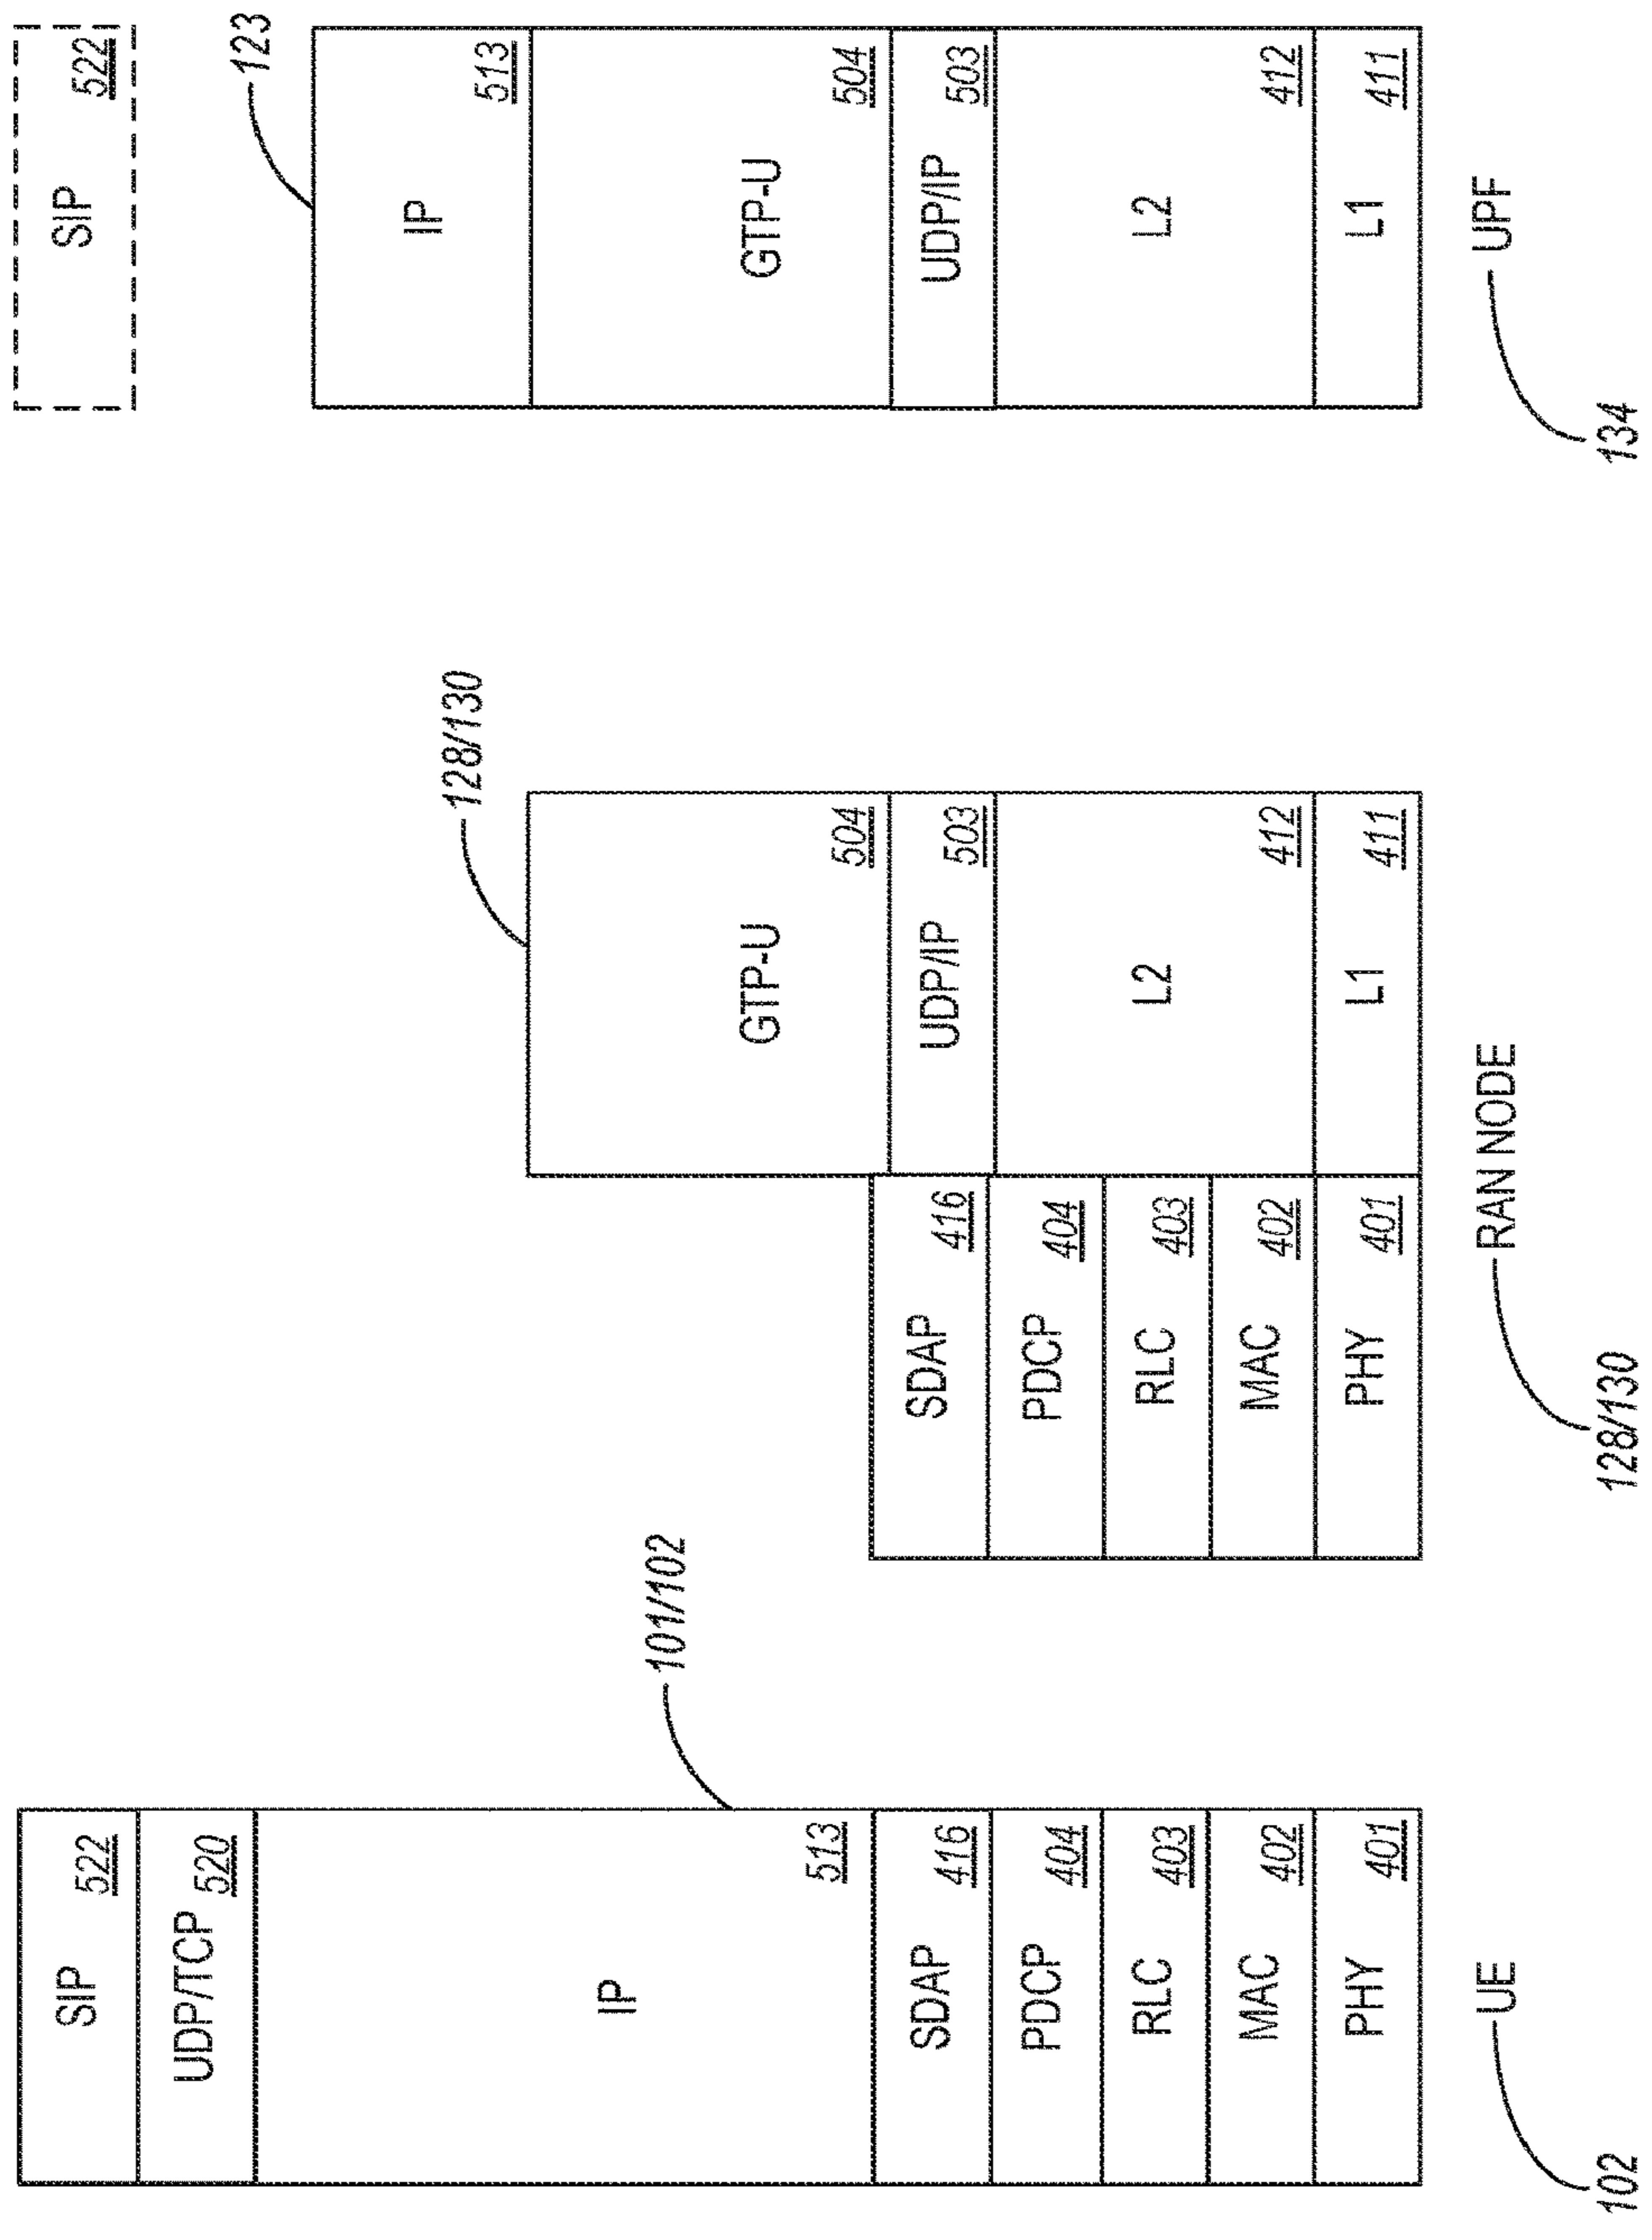 SIP 522
UDP/TCP 520
IP 513
SDAP 416
PDCP 404
RLC 403
MAC 402
PHY 401
101/102
UE
102
SDAP 416
PDCP 404
RLC 403
MAC 402
PHY 401
128/130
GTP-U 504
UDP/IP 503
L2 412
L1 411
RAN NODE
128/130
SIP 522
123
IP 513
GTP-U 504
UDP/IP 503
L2 412
L1 411
UPF
134